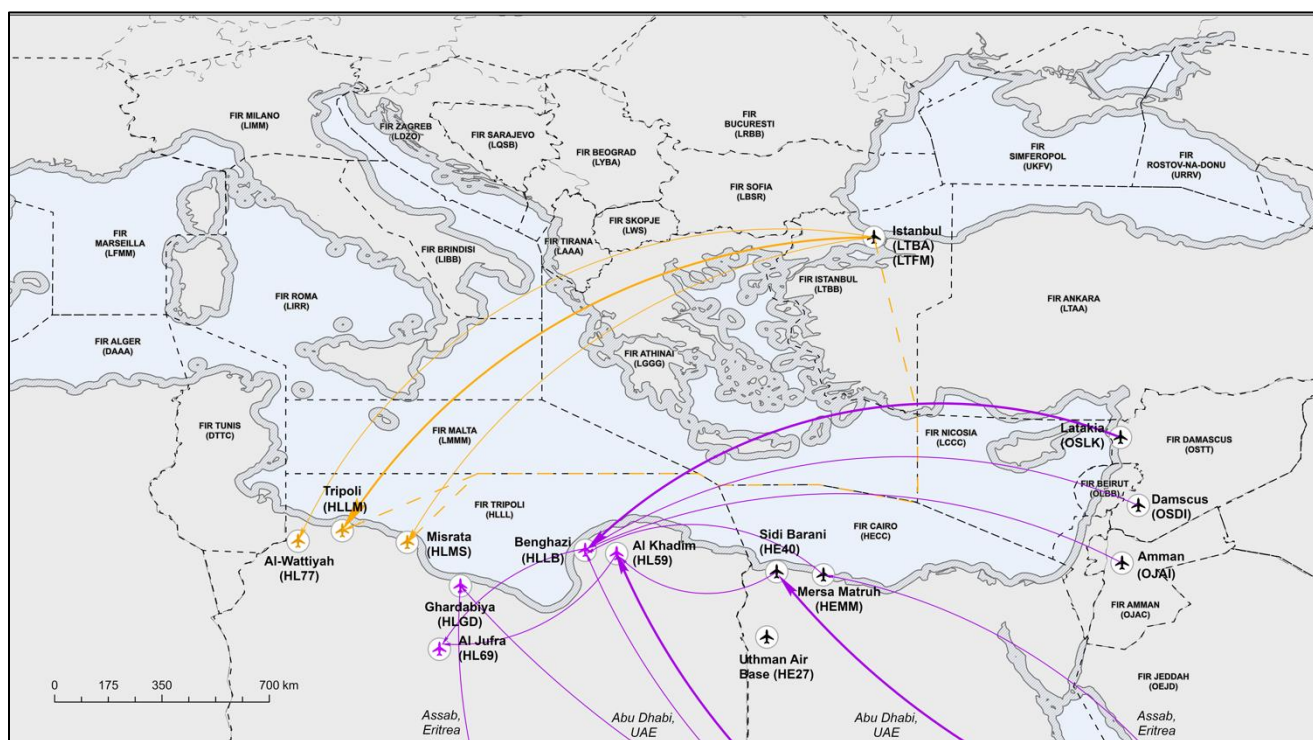 FIR MILANO
(LIMM)
FIR ZAGREB
(LDZO)
FIR SARAJEVO
(LQSB)
FIR BEOGRAD
(LYBA)
FIR
BUCURESTI
(LRBB)
FIR
SIMFEROPOL
(UKFV)
FIR
ROSTOV-NA-DONU
(URRV)
FIR SOFIA
(LBSR)
FIR SKOPJE
(LWS)
FIR TIRANA
(LAAA)
FIR
MARSEILLA
(LFMM)
FIR BRINDISI
(LIBB)
Istanbul
(LTBA)
(LTFM)
FIR ISTANBUL
(LTBB)
FIR ROMA
(LIRR)
FIR ANKARA
(LTAA)
FIR ALGER
(DAAA)
FIR ATHINAI
(LGGG)
FIR TUNIS
(DTTC)
FIR MALTA
(LMMM)
FIR NICOSIA
(LCCC)
Latakia
(OSLK)
FIR DAMASCUS
(OSTT)
FIR BEIRUT
(OLBB)
Damscus
(OSDI)
Tripoli
(HLLM)
FIR TRIPOLI
(HLLL)
FIR CAIRO
(HECC)
Misrata
(HLMS)
Benghazi
(HLLB)
Al Khadim
(HL59)
Sidi Barani
(HE40)
Al-Wattiyah
(HL77)
Amman
(OJAI)
Mersa Matruh
(HEMM)
Ghardabiya
(HLGD)
FIR AMMAN
(OJAC)
Al Jufra
(HL69)
Uthman Air
Base (HE27)
FIR JEDDAH
(OEJD)
0 175 350 700 km
Assab,
Eritrea
Abu Dhabi,
UAE
Abu Dhabi,
UAE
Assab,
Eritrea